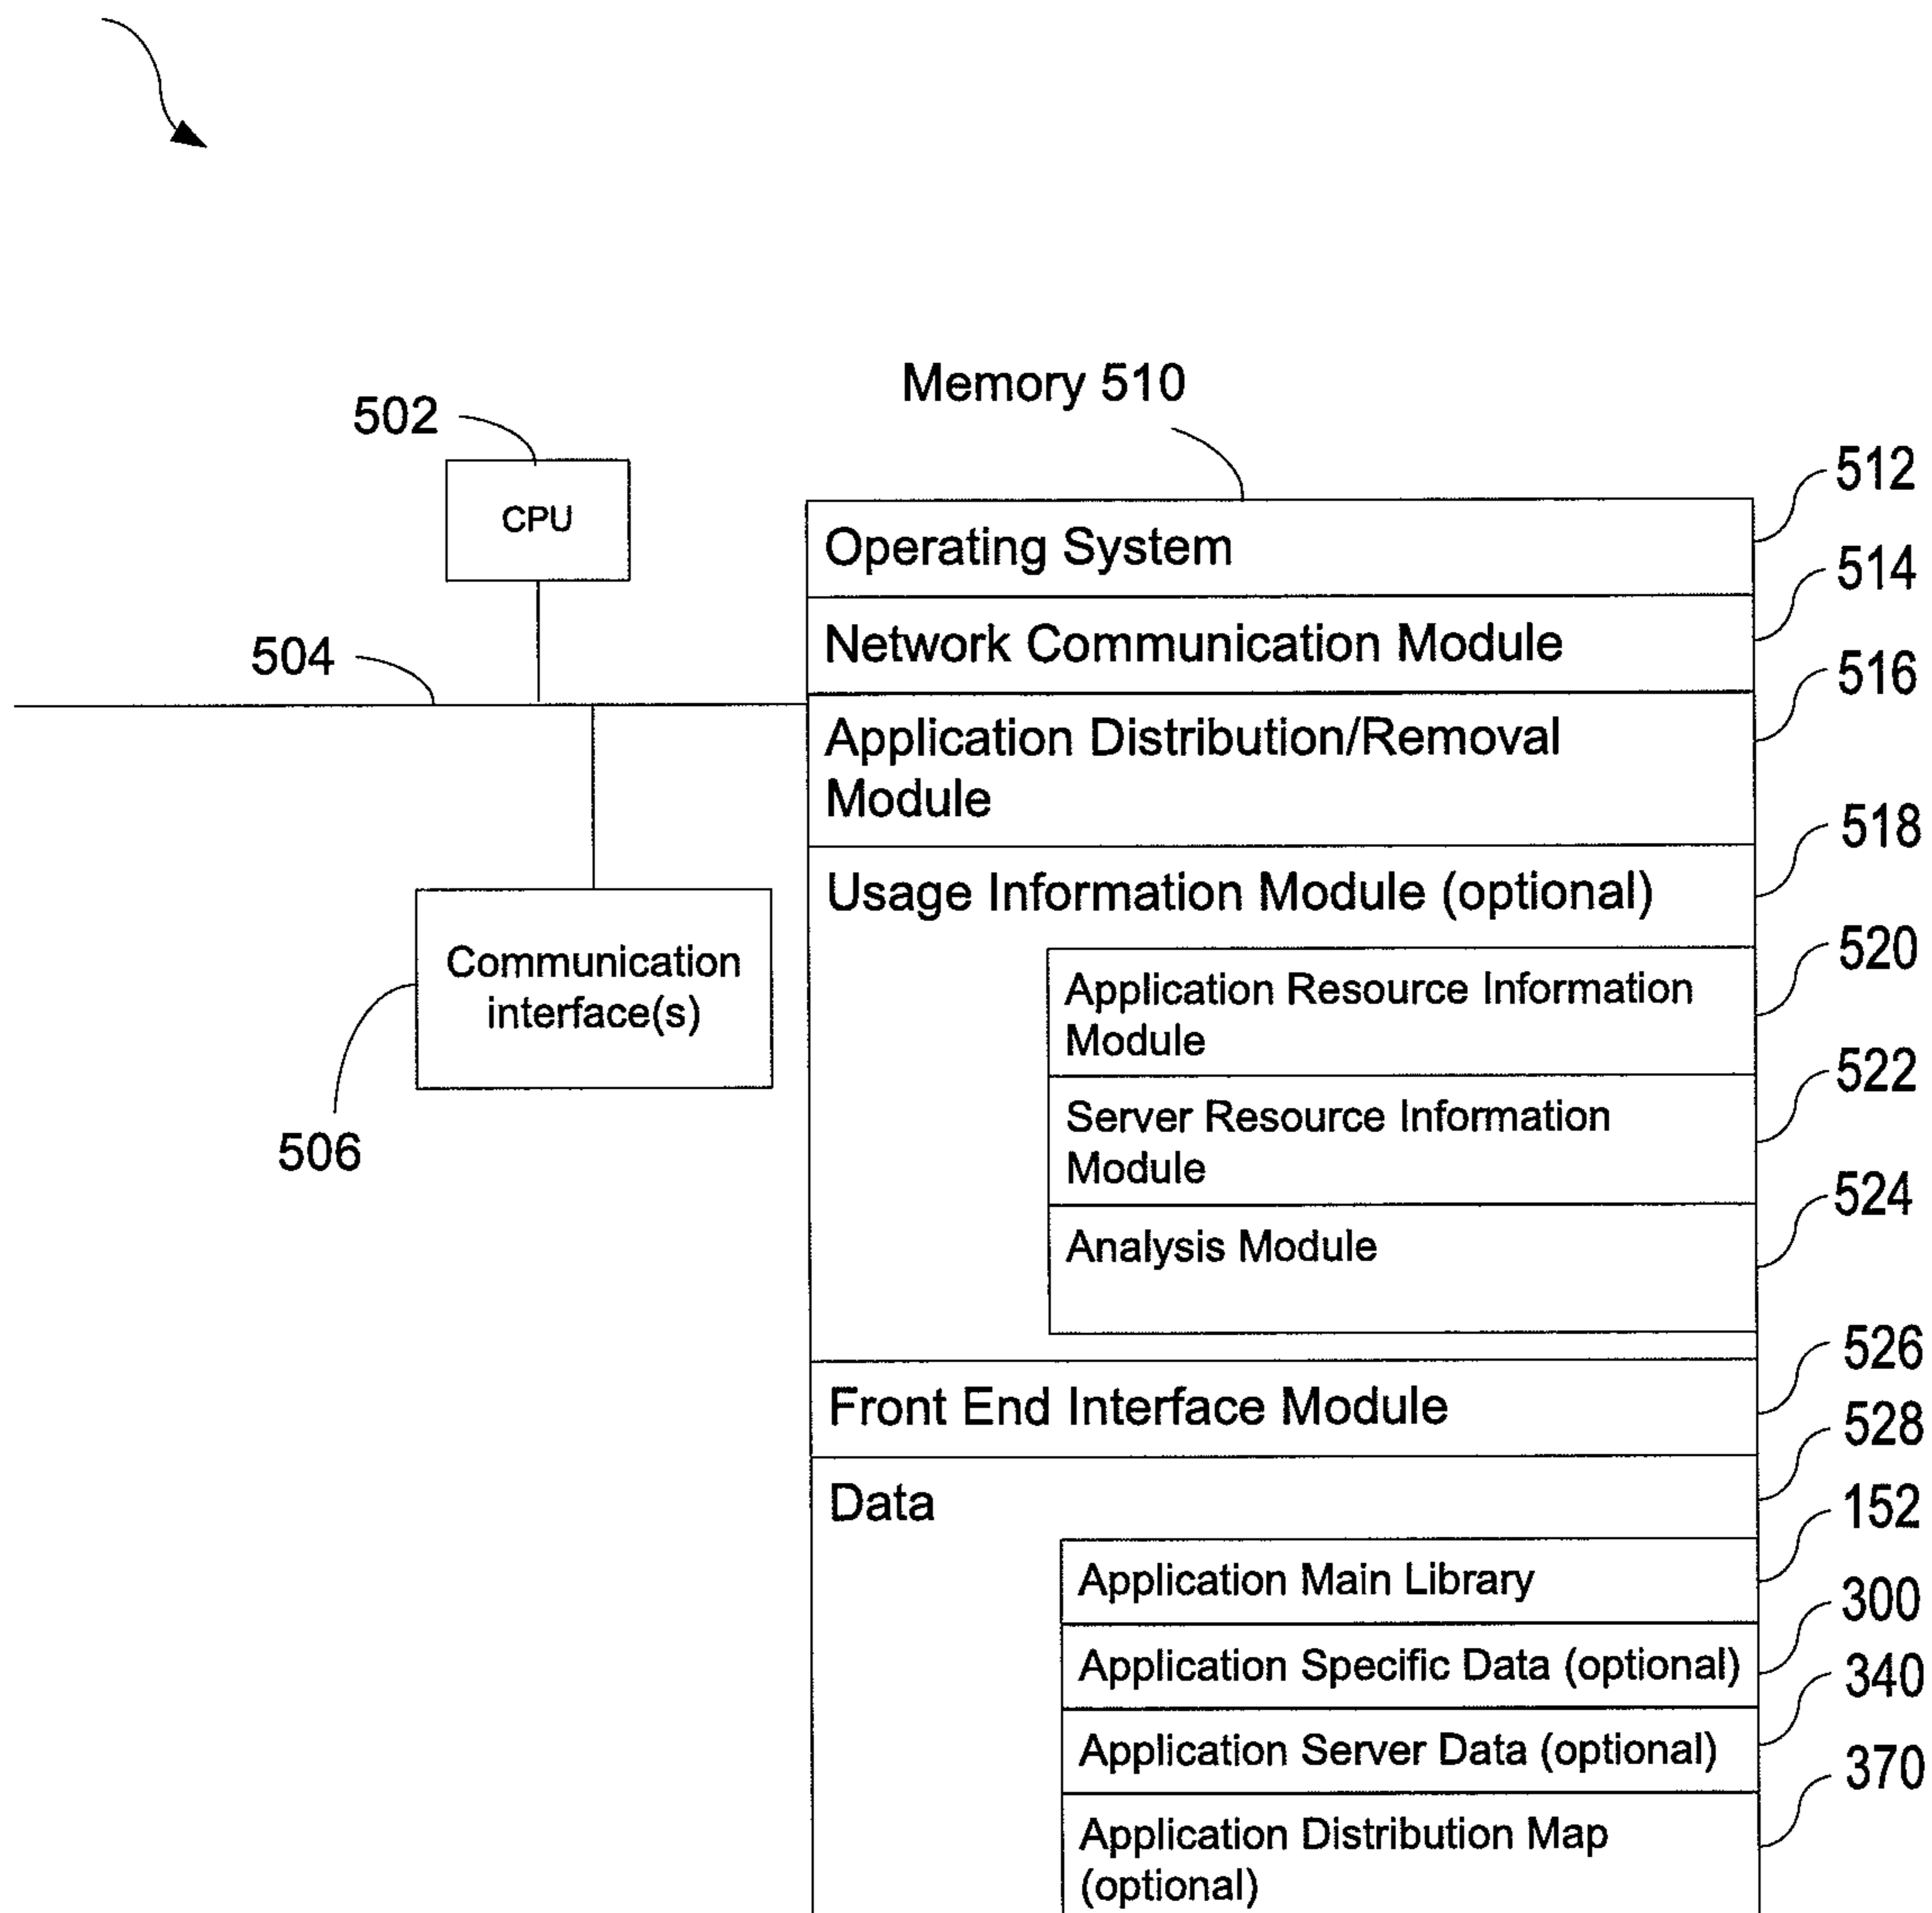 Memory 510
502
CPU
504
Communication
interface(s)
506
Operating System
512
Network Communication Module
514
Application Distribution/Removal
Module
516
Usage Information Module (optional)
518
Application Resource Information
Module
520
Server Resource Information
Module
522
Analysis Module
524
Front End Interface Module
526
Data
528
Application Main Library
152
Application Specific Data (optional)
300
Application Server Data (optional)
340
Application Distribution Map
(optional)
370